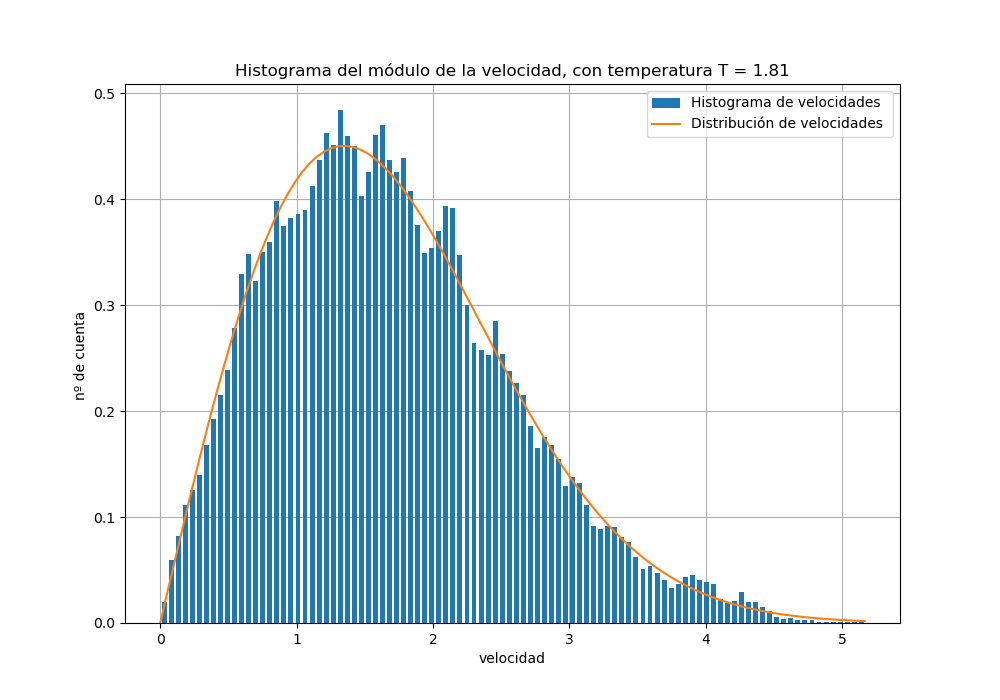 Histograma del módulo de la velocidad, con temperatura T = 1.81
Histograma de velocidades
Distribución de velocidades
nº de cuenta
0.5
0.4
0.3
0.2
0.1
0.0
0 1 2 3 4 5
velocidad